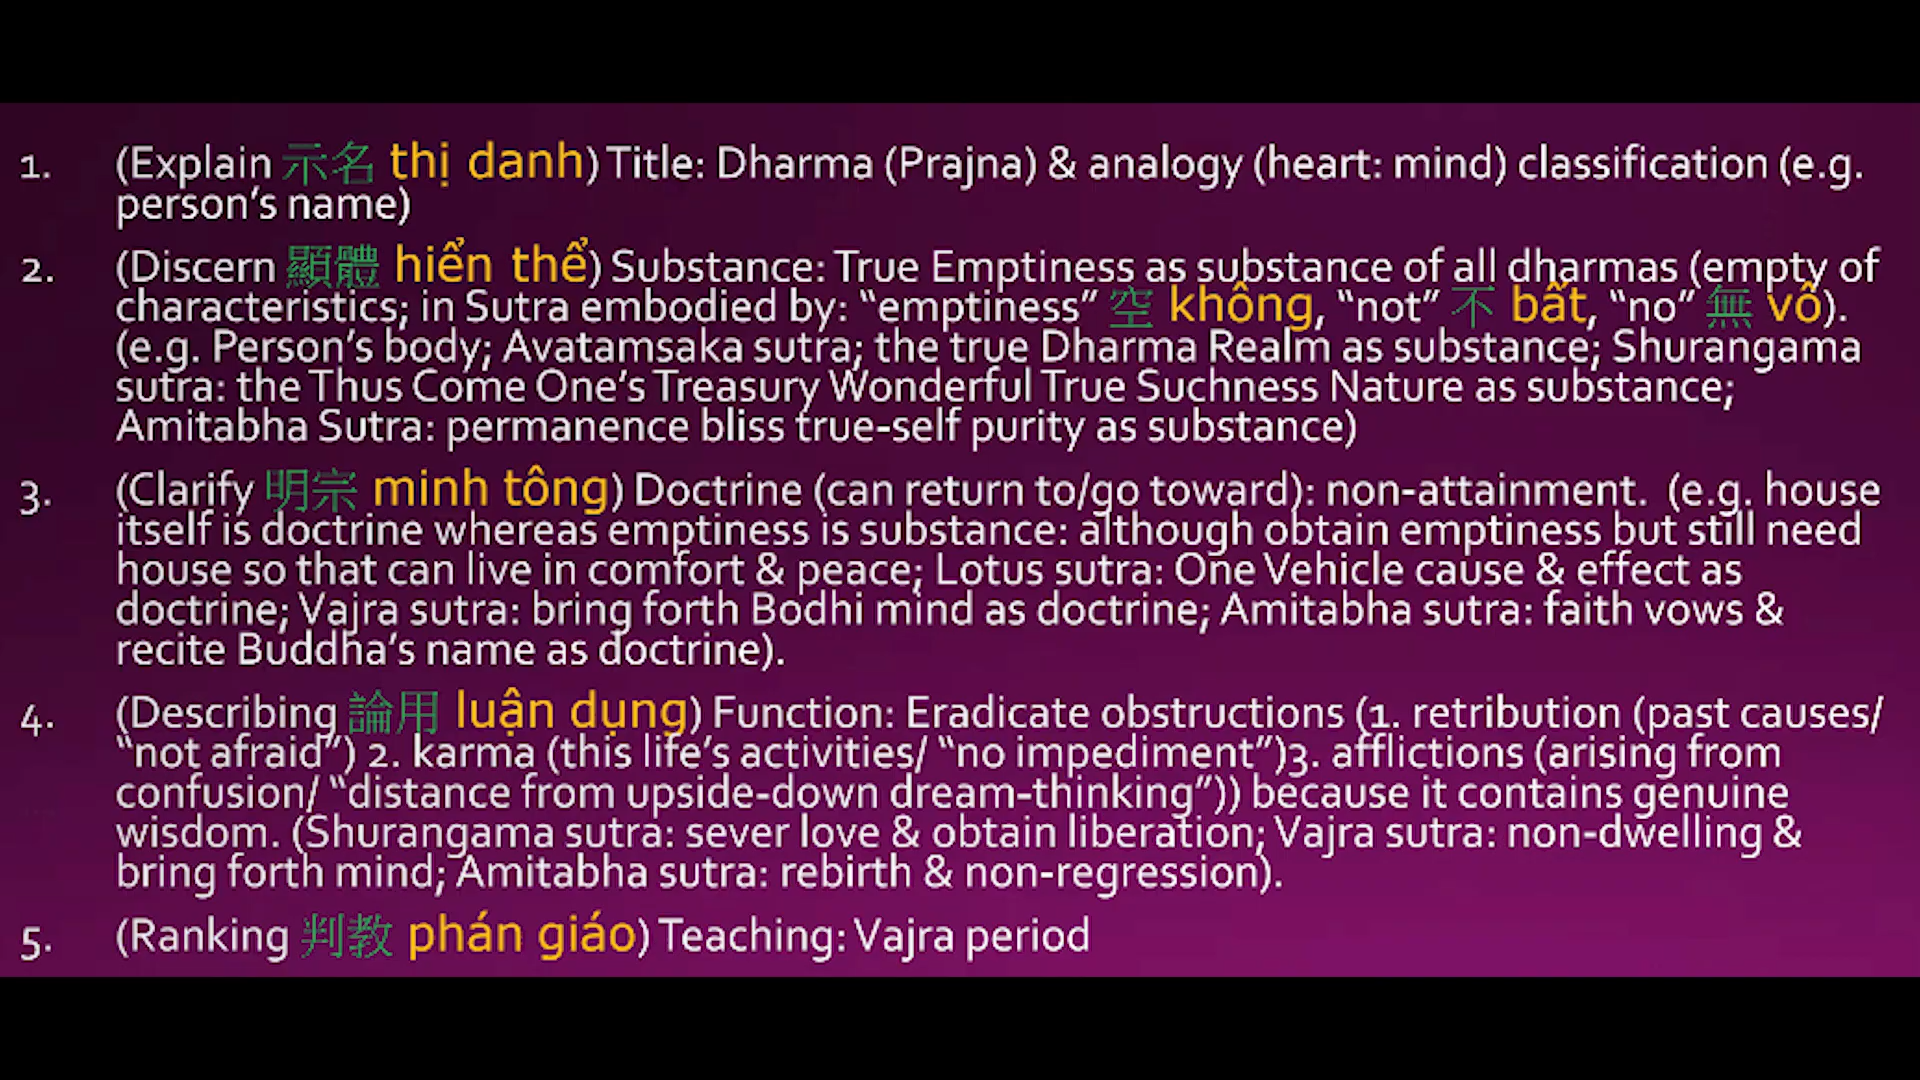 1. (Explain 示名 thị danh) Title: Dharma (Prajna) & analogy (heart: mind) classification (e.g.
person’s name)
2. (Discern 顯體 hiển thể) Substance: True Emptiness as substance of all dharmas (empty of
characteristics; in Sutra embodied by: “emptiness” 空 không, “not” 不 bất, “no” 無 vô).
(e.g. Person’s body; Avatamsaka sutra; the true Dharma Realm as substance; Shurangama
sutra: the Thus Come One’s Treasury Wonderful True Suchness Nature as substance;
Amitabha Sutra: permanence bliss true-self purity as substance)
3. (Clarify 明宗 minh tông) Doctrine (can return to/go toward): non-attainment. (e.g. house
itself is doctrine whereas emptiness is substance: although obtain emptiness but still need
house so that can live in comfort & peace; Lotus sutra: One Vehicle cause & effect as
doctrine; Vajra sutra: bring forth Bodhi mind as doctrine; Amitabha sutra: faith vows &
recite Buddha’s name as doctrine).
4. (Describing 論用 luận dụng) Function: Eradicate obstructions (1. retribution (past causes/
“not afraid”) 2. karma (this life’s activities/ “no impediment”)3. afflictions (arising from
confusion/ “distance from upside-down dream-thinking”)) because it contains genuine
wisdom. (Shurangama sutra: sever love & obtain liberation; Vajra sutra: non-dwelling &
bring forth mind; Amitabha sutra: rebirth & non-regression).
5. (Ranking 判教 phán giáo) Teaching: Vajra period